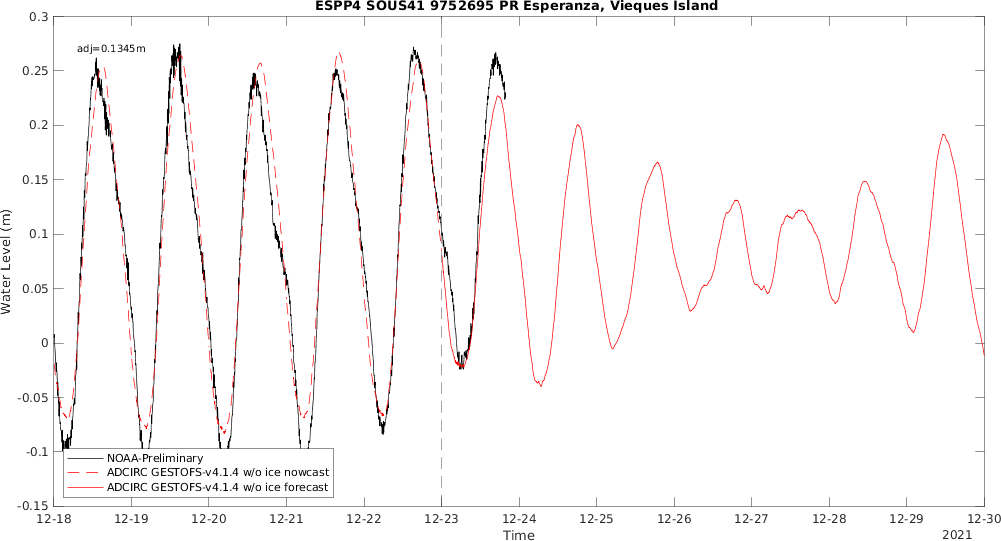 ESPP4 SOUS41 9752695 PR Esperanza, Vieques Island
0.3
adj=0.1345m
0.25
0.2
0.15
0.1
0.05
0
-0.05
-0.1
-0.15
Water Level (m)
NOAA-Preliminary
ADCIRC GESTOFS-v4.1.4 w/o ice nowcast
ADCIRC GESTOFS-v4.1.4 w/o ice forecast
12-18 12-19 12-20 12-21 12-22 12-23 12-24 12-25 12-26 12-27 12-28 12-29 12-30
Time
2021